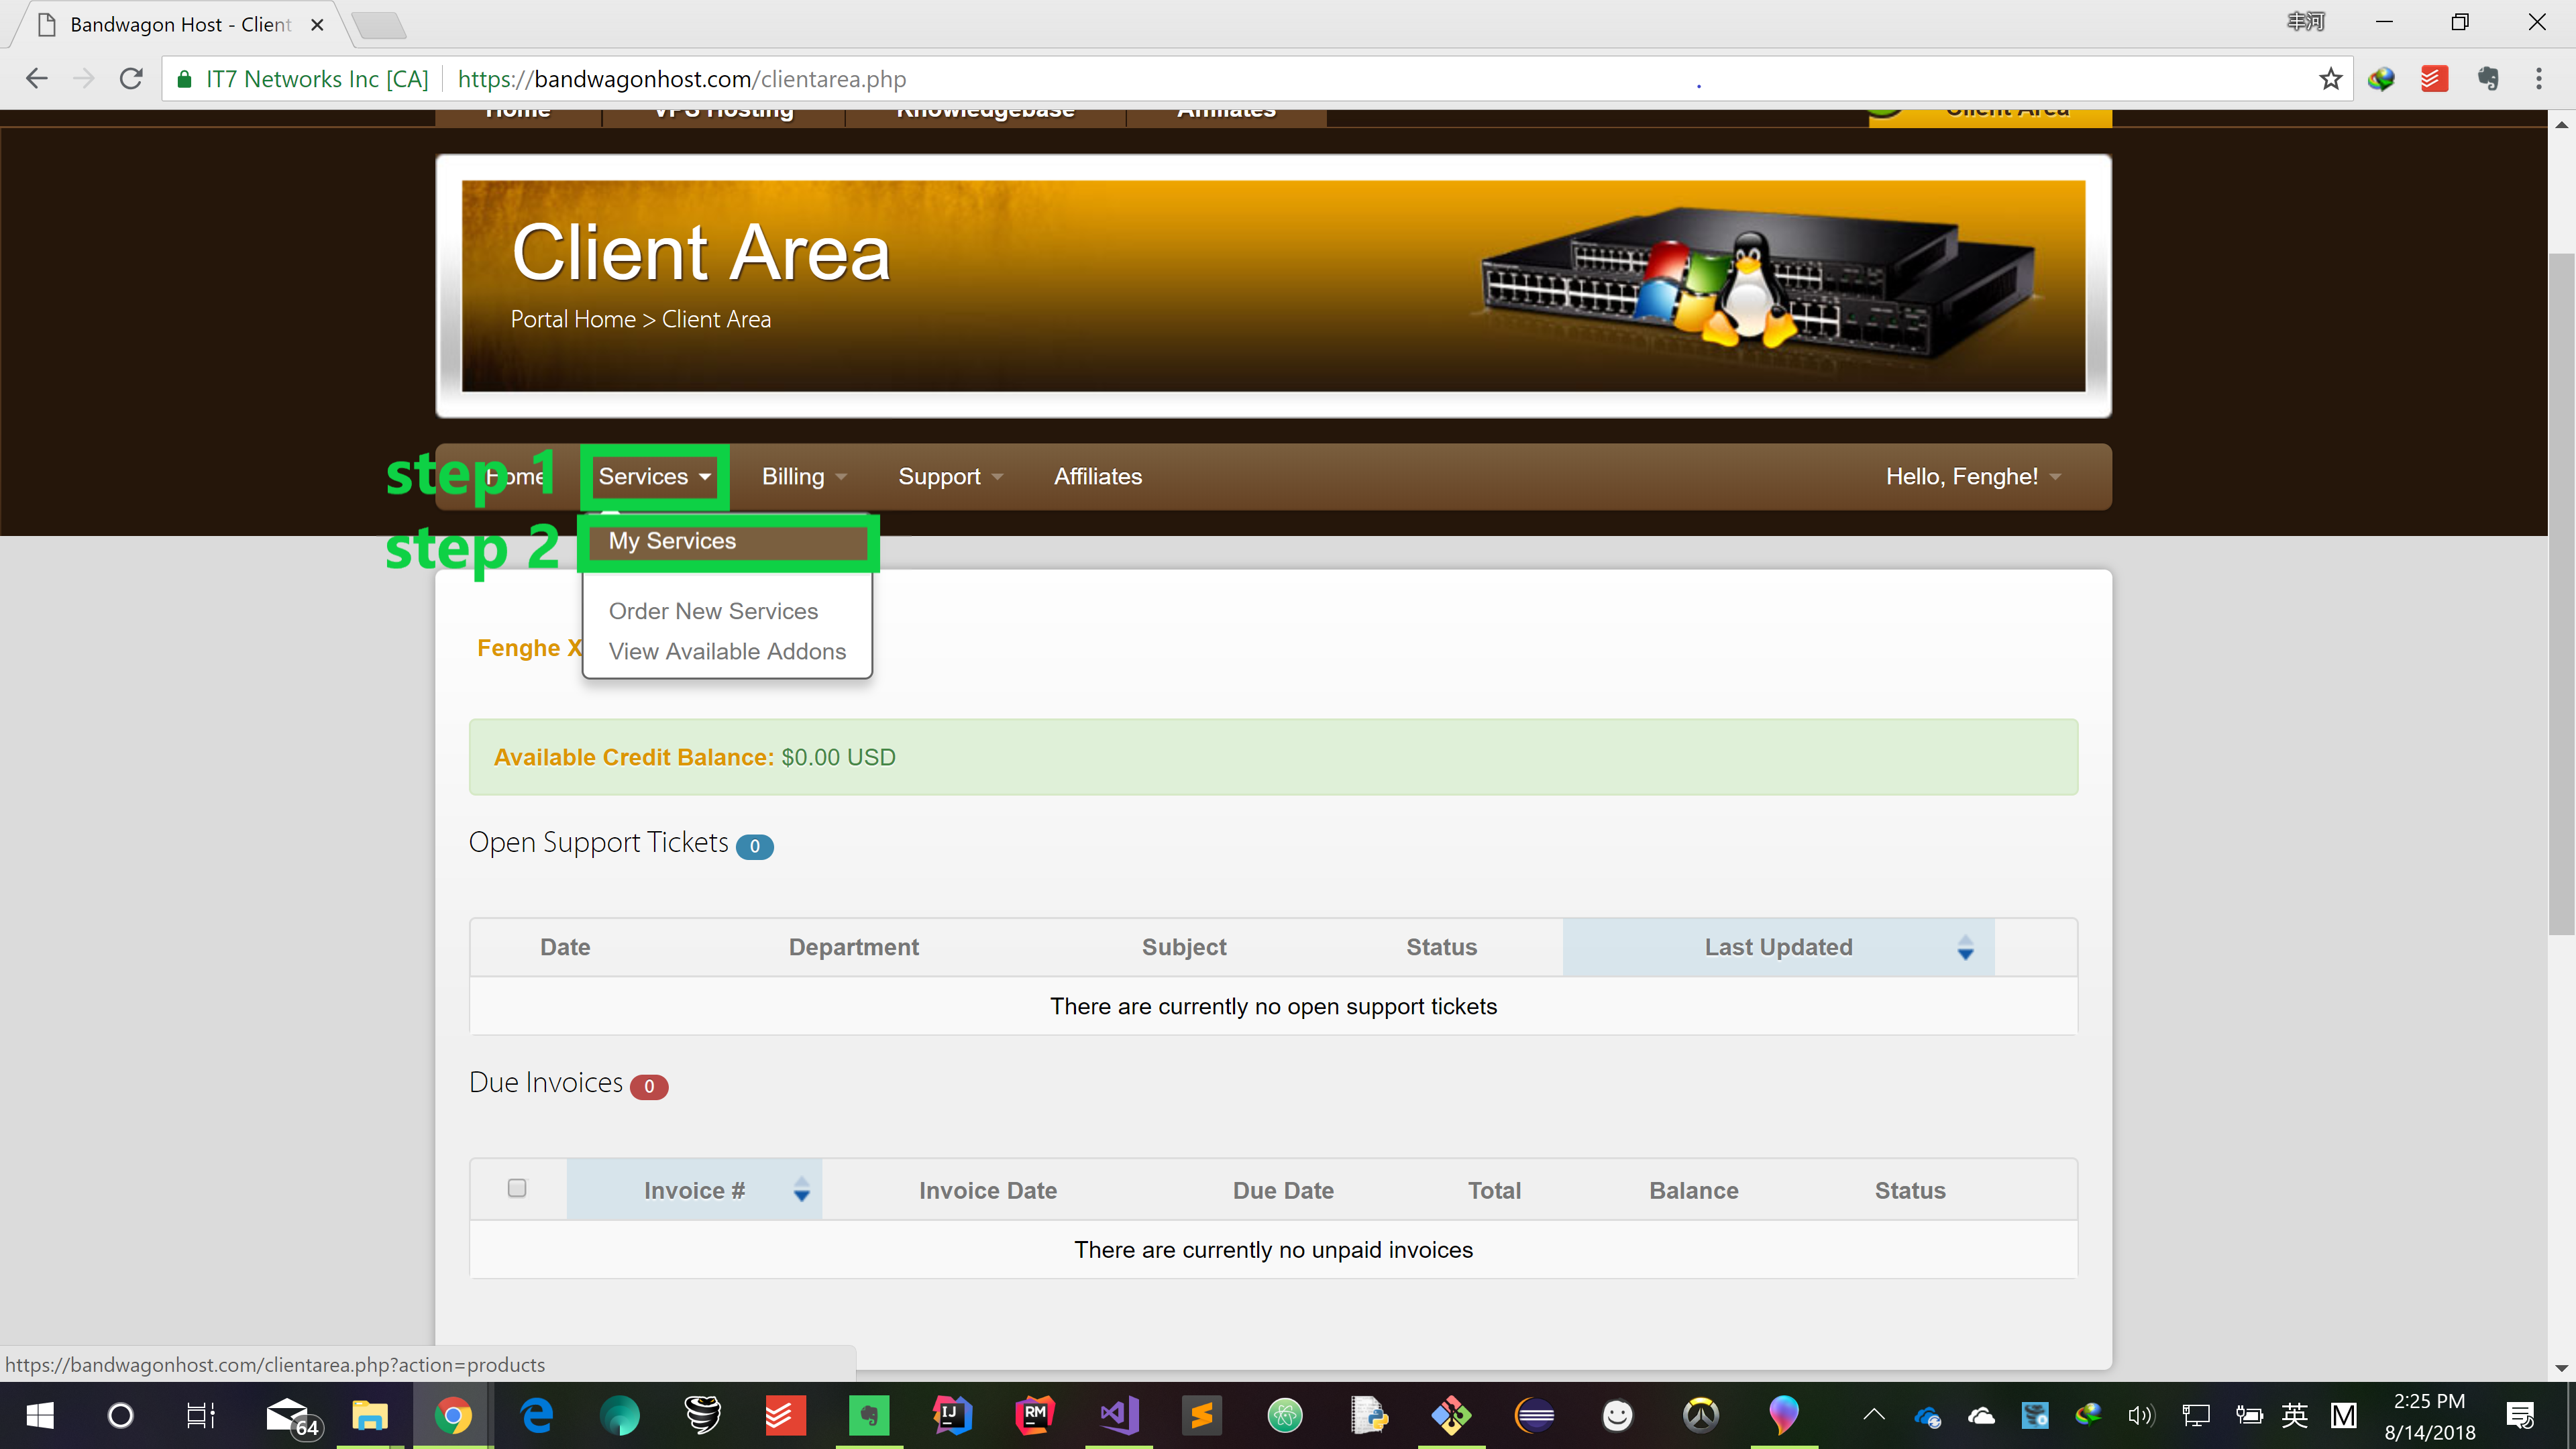 Bandwagon Host - Client
丰河
IT7 Networks Inc [CA] https://bandwagonhost.com/clientarea.php
Home VPS Hosting Knowledgebase Affiliates Client Area
Client Area
Portal Home > Client Area
step 1 Home Services Billing Support Affiliates Hello, Fenghe!
step 2 My Services
Order New Services
Fenghe X
View Available Addons
Available Credit Balance: $0.00 USD
Open Support Tickets 0
Date Department Subject Status Last Updated
There are currently no open support tickets
Due Invoices 0
Invoice # Invoice Date Due Date Total Balance Status
There are currently no unpaid invoices
https://bandwagonhost.com/clientarea.php?action=products
64
IJ
RM
英
M
2:25 PM
8/14/2018